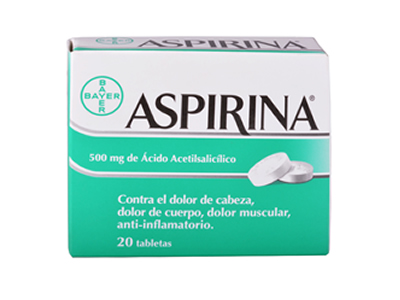 ASPIRINA
BAYER
BAYER
ASPIRINA®
500 mg de Ácido Acetilsalicílico
Contra el dolor de cabeza,
dolor de cuerpo, dolor muscular,
anti-inflamatorio.
20 tabletas